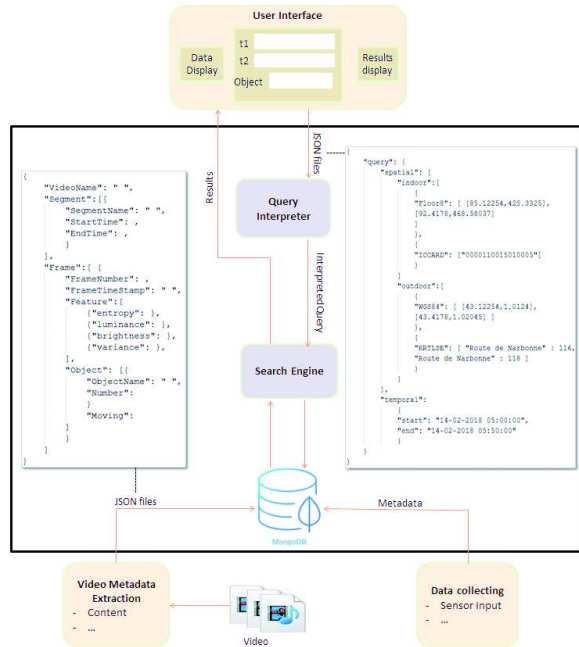 User Interface
Data
Display
t1
t2
Object
Results
display
JSON files
Results
{
"VideoName": " ",
"Segment":[{
"SegmentName": " ",
"StartTime": ,
"EndTime": ,
}
],
"Frame":[ {
"FrameNumber": ,
"FrameTimeStamp": " ",
"Feature":[
{"entropy": },
{"luminance": },
{"brightness": },
{"variance": },
],
"Object": [{
"ObjectName": " ",
"Number":
}
"Moving":
]
}
]
}
Query
Interpreter
Interpreted Query
Search Engine
{
"query": {
"spatial": [
"indoor":[
{
"Floor0": [ [85.12254,425.3325],
[92.4178,468.58037]
]
},
{
"ICCARD": ["0000110015010005"]
}
]
"outdoor":[
{
"WGS84": [ [43.12254,1.0124],
[43.4178,1.02045] ]
},
{
"RRTLSE": [ "Route de Narbonne" : 116,
"Route de Narbonne" : 118 ]
}
]
],
"temporal":
{
"start": "14-02-2018 05:00:00",
"end": "14-02-2018 05:50:00"
}
}
}
MongoDB
JSON files
Metadata
Video Metadata
Extraction
- Content
- ...
Video
Data collecting
- Sensor input
- ...